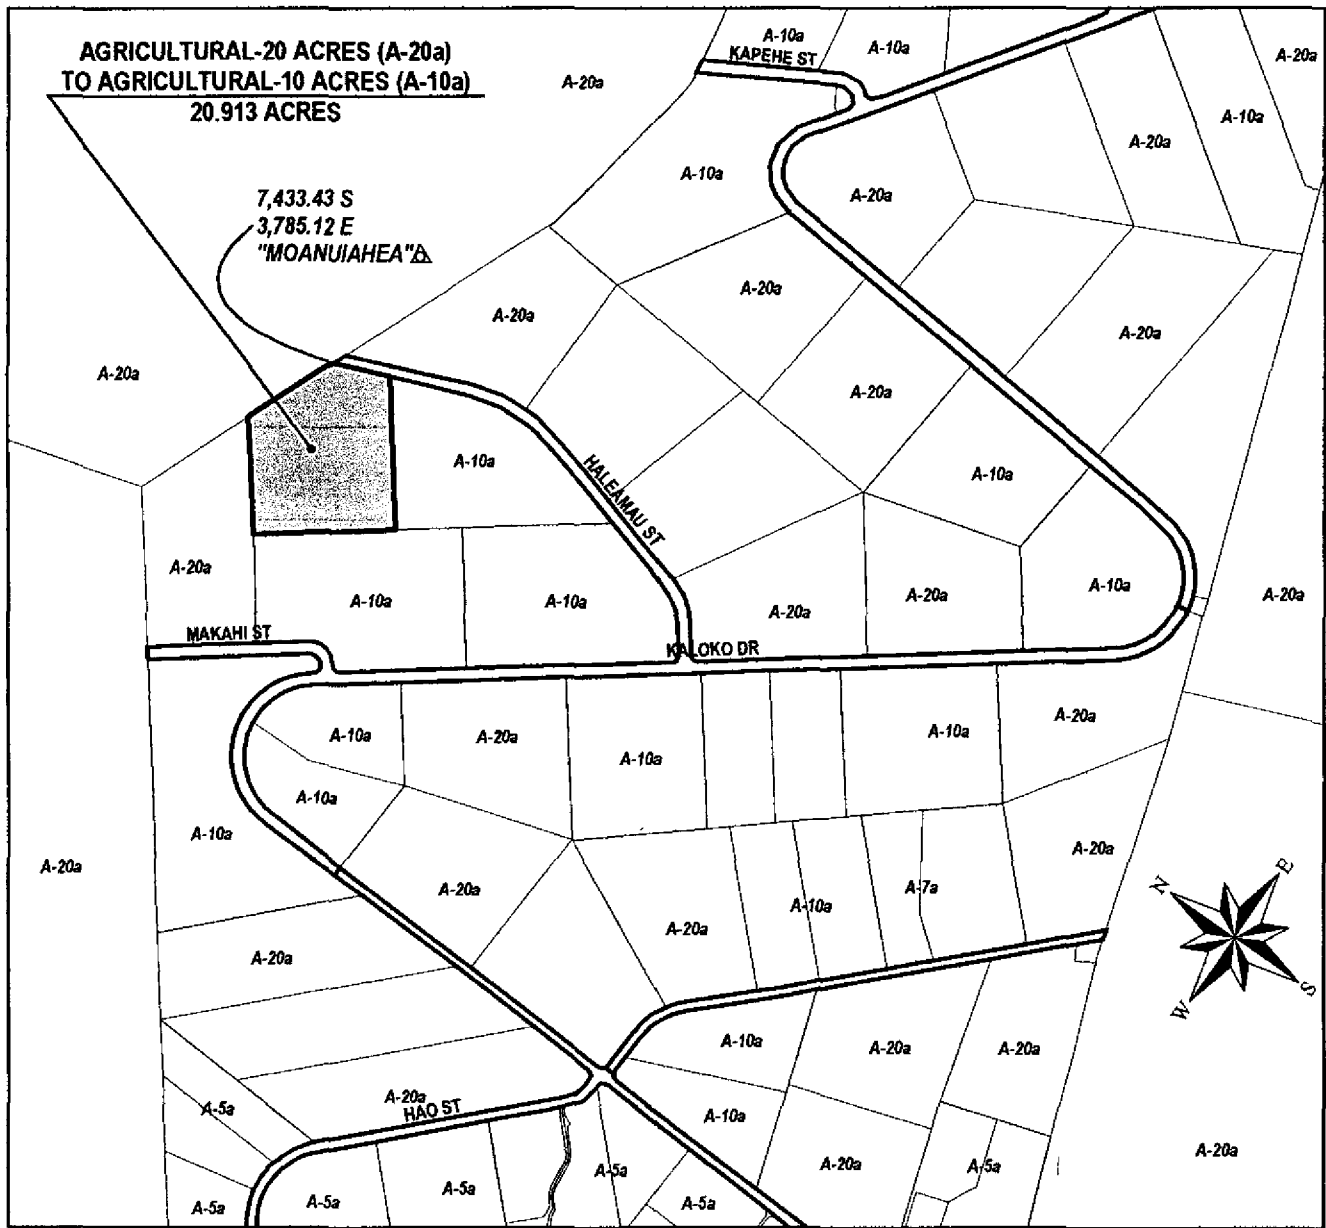 AGRICULTURAL-20 ACRES (A-20a)
TO AGRICULTURAL-10 ACRES (A-10a)
20.913 ACRES
7,433.43 S
3,785.12 E
"MOANUIAHEA"
A-10a
KAPEHE ST
A-10a
A-20a
A-20a
A-10a
A-20a
A-10a
A-20a
A-20a
A-20a
A-20a
A-20a
A-20a
A-10a
A-10a
HALEAMAU ST
A-20a
A-10a
A-10a
A-20a
A-20a
A-10a
A-20a
MAKAHI ST
KALOKO DR
A-10a
A-20a
A-10a
A-10a
A-20a
A-10a
A-10a
A-20a
A-20a
A-20a
A-10a
A-7a
A-20a
A-20a
N
E
S
W
A-10a
A-20a
A-20a
A-20a
HAO ST
A-5a
A-10a
A-20a
A-5a
A-20a
A-5a
A-5a
A-5a
A-5a
A-5a